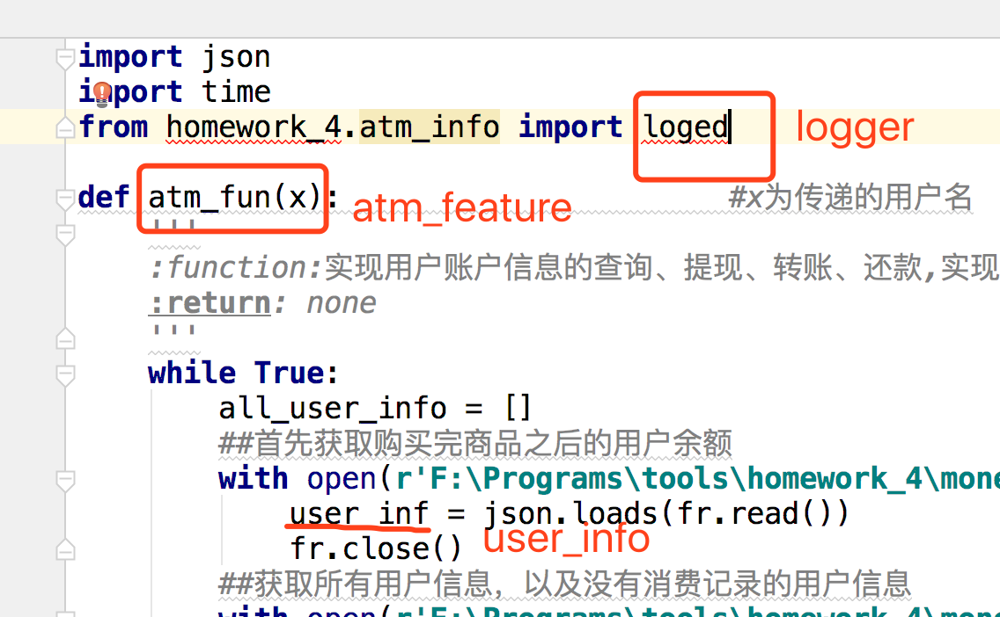 import json
import time
from homework_4.atm_info import loged logger
def atm_fun(x): atm_feature #x为传递的用户名
'''
:function:实现用户账户信息的查询、提现、转账、还款,实现
:return: none
'''
while True:
all_user_info = []
##首先获取购买完商品之后的用户余额
with open(r'F:\Programs\tools\homework_4\mone
user_inf = json.loads(fr.read())
fr.close() user_info
##获取所有用户信息，以及没有消费记录的用户信息
with open(r'F:\Programs\tools\homework_4\mone